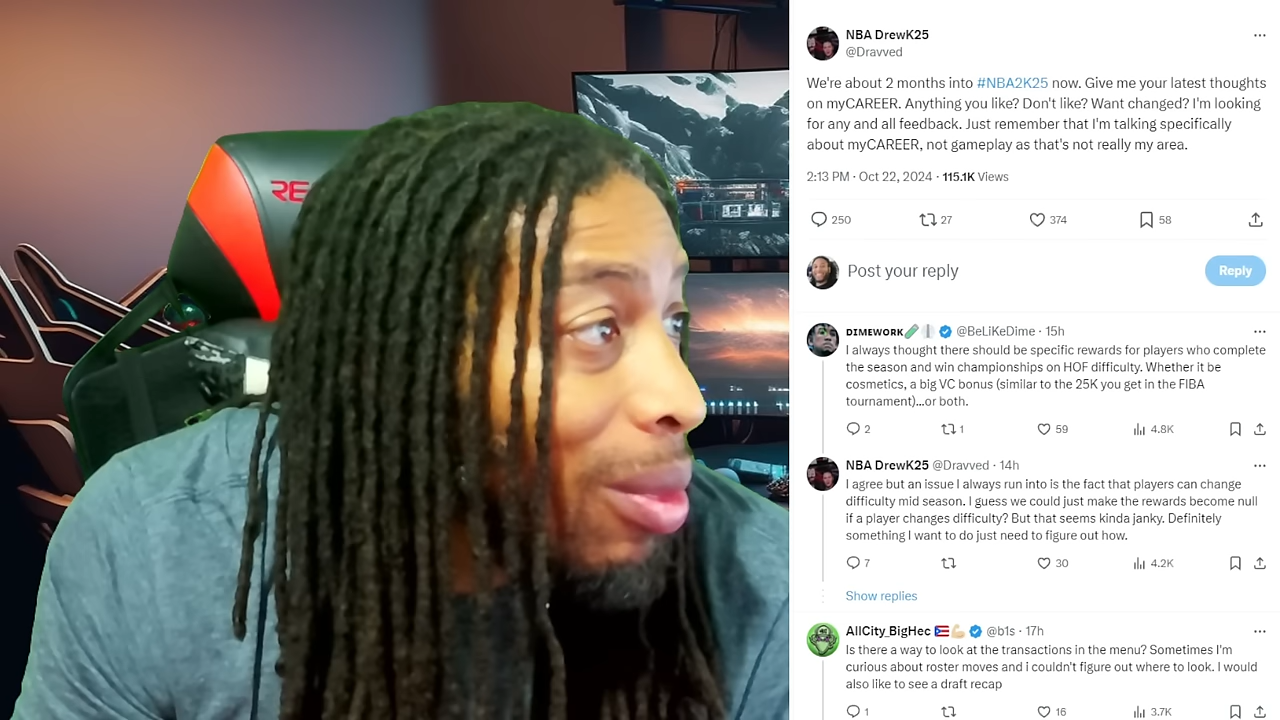 RE
NBA DrewK25
@Dravved
We're about 2 months into #NBA2K25 now. Give me your latest thoughts
on myCAREER. Anything you like? Don't like? Want changed? I'm looking
for any and all feedback. Just remember that I'm talking specifically
about myCAREER, not gameplay as that's not really my area.
2:13 PM · Oct 22, 2024 · 115.1K Views
250 27 374 58
Post your reply
Reply
DIMEWORK @BeLiKeDime · 15h
I always thought there should be specific rewards for players who complete
the season and win championships on HOF difficulty. Whether it be
cosmetics, a big VC bonus (similar to the 25K you get in the FIBA
tournament)...or both.
2 1 59 4.8K
NBA DrewK25 @Dravved · 14h
I agree but an issue I always run into is the fact that players can change
difficulty mid season. I guess we could just make the rewards become null
if a player changes difficulty? But that seems kinda janky. Definitely
something I want to do just need to figure out how.
7 30 4.2K
Show replies
AllCity_BigHec 🇵🇷💪🏼 @b1s · 17h
Is there a way to look at the transactions in the menu? Sometimes I'm
curious about roster moves and i couldn't figure out where to look. I would
also like to see a draft recap
1 16 3.7K